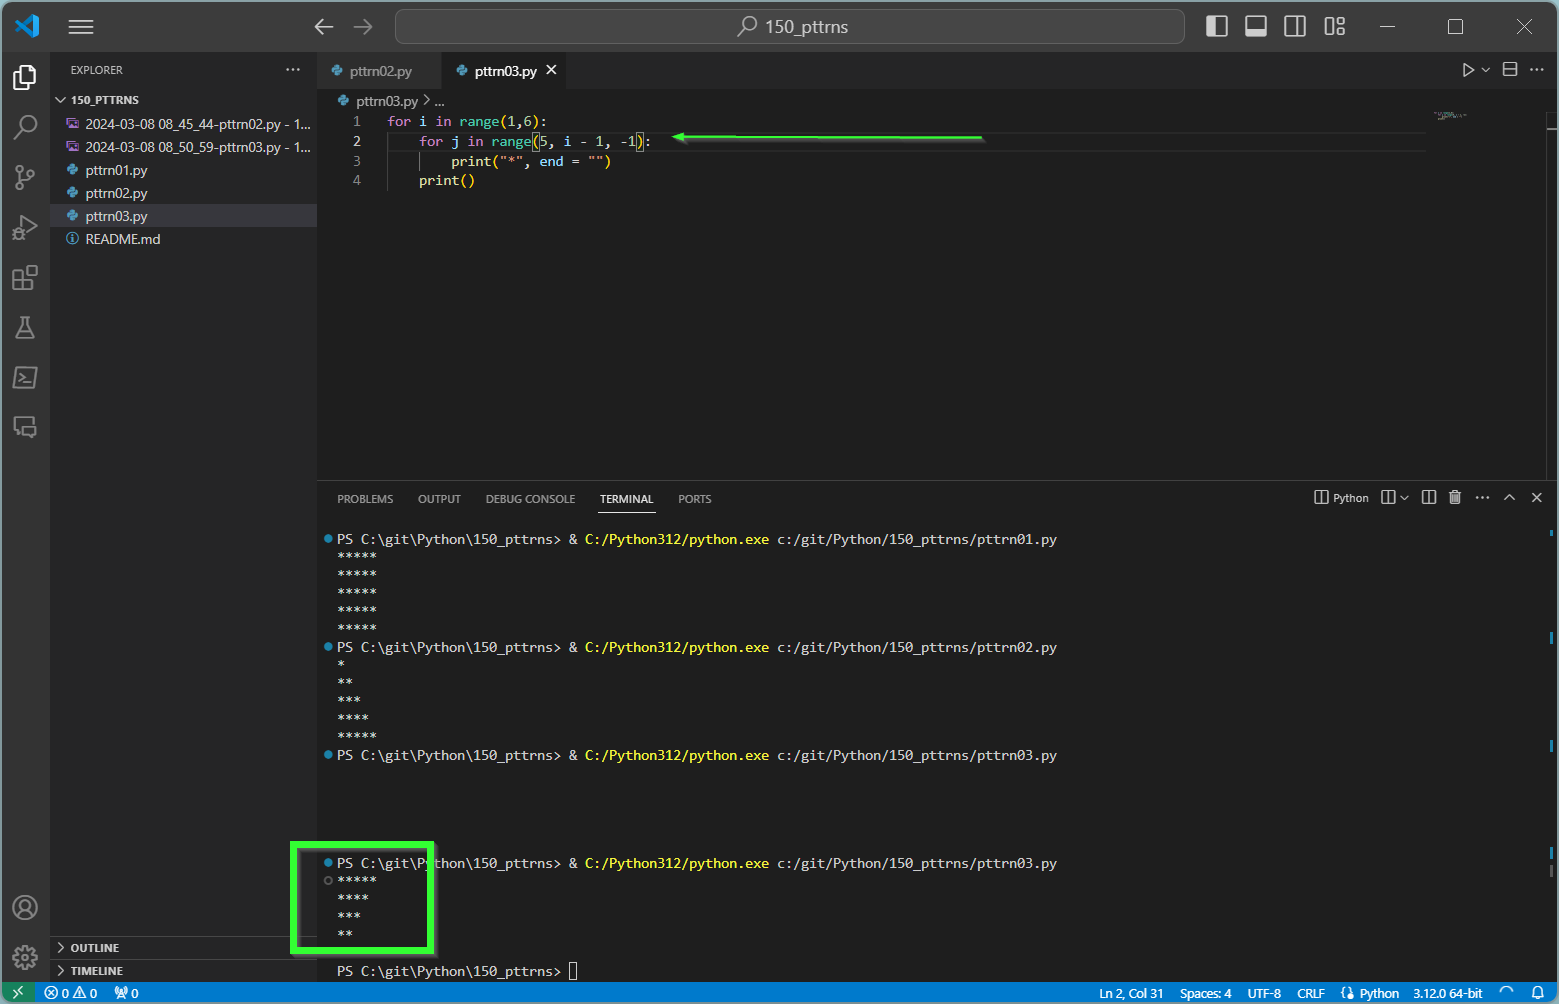 150_pttrns
EXPLORER
pttrn02.py
pttrn03.py
150_PTTRNS
pttrn03.py > ...
2024-03-08 08_45_44-pttrn02.py - 1...
2024-03-08 08_50_59-pttrn03.py - 1...
pttrn01.py
pttrn02.py
pttrn03.py
README.md
1 for i in range(1,6):
2 for j in range(5, i - 1, -1):
3 print("*", end = "")
4 print()
PROBLEMS OUTPUT DEBUG CONSOLE TERMINAL PORTS
Python
PS C:\git\Python\150_pttrns> & C:/Python312/python.exe c:/git/Python/150_pttrns/pttrn01.py
*****
*****
*****
*****
*****
PS C:\git\Python\150_pttrns> & C:/Python312/python.exe c:/git/Python/150_pttrns/pttrn02.py
*
**
***
****
*****
PS C:\git\Python\150_pttrns> & C:/Python312/python.exe c:/git/Python/150_pttrns/pttrn03.py
PS C:\git\Python\150_pttrns> & C:/Python312/python.exe c:/git/Python/150_pttrns/pttrn03.py
*****
****
***
**
PS C:\git\Python\150_pttrns>
OUTLINE
TIMELINE
0 0 0
Ln 2, Col 31 Spaces: 4 UTF-8 CRLF Python 3.12.0 64-bit